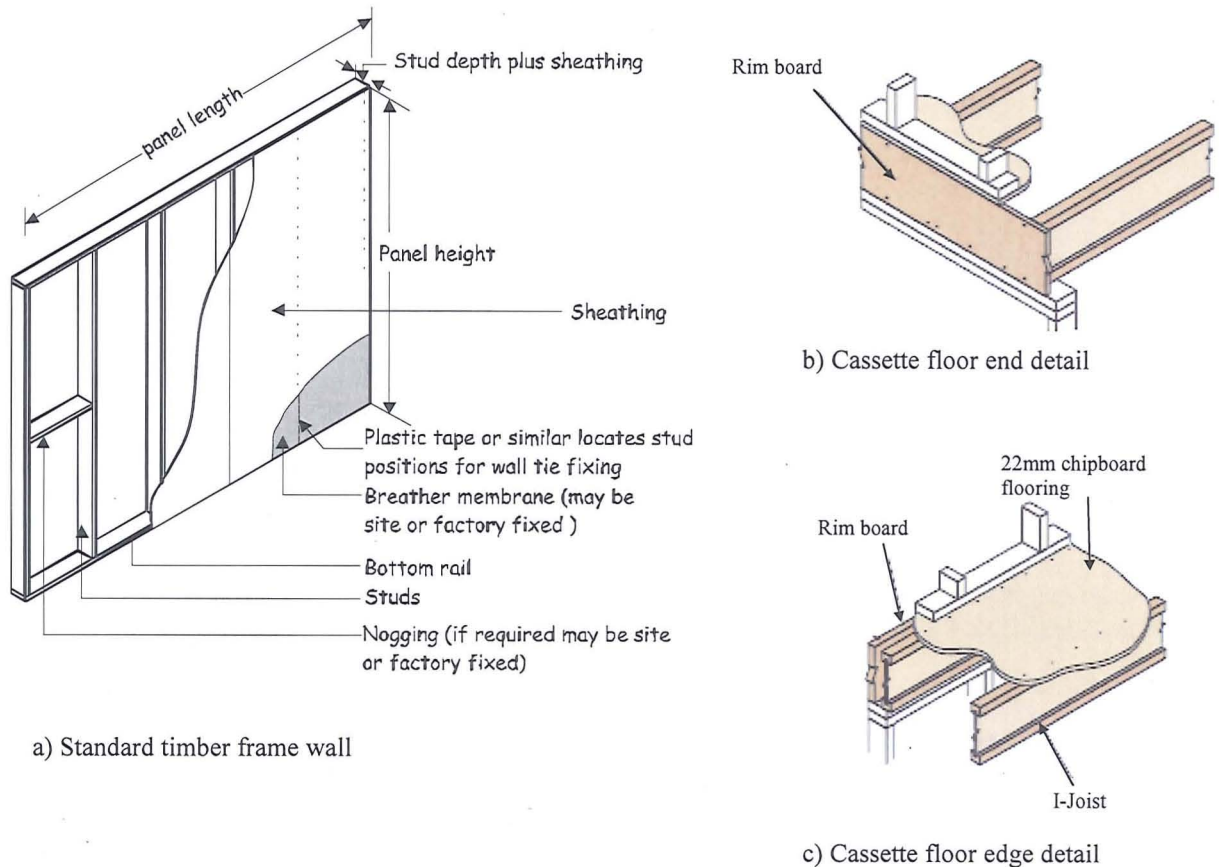 Stud depth plus sheathing
panel length
Panel height
Sheathing
Plastic tape or similar locates stud
positions for wall tie fixing
Breather membrane (may be
site or factory fixed )
Bottom rail
Studs
Nogging (if required may be site
or factory fixed)
a) Standard timber frame wall
Rim board
b) Cassette floor end detail
22mm chipboard
flooring
Rim board
I-Joist
c) Cassette floor edge detail